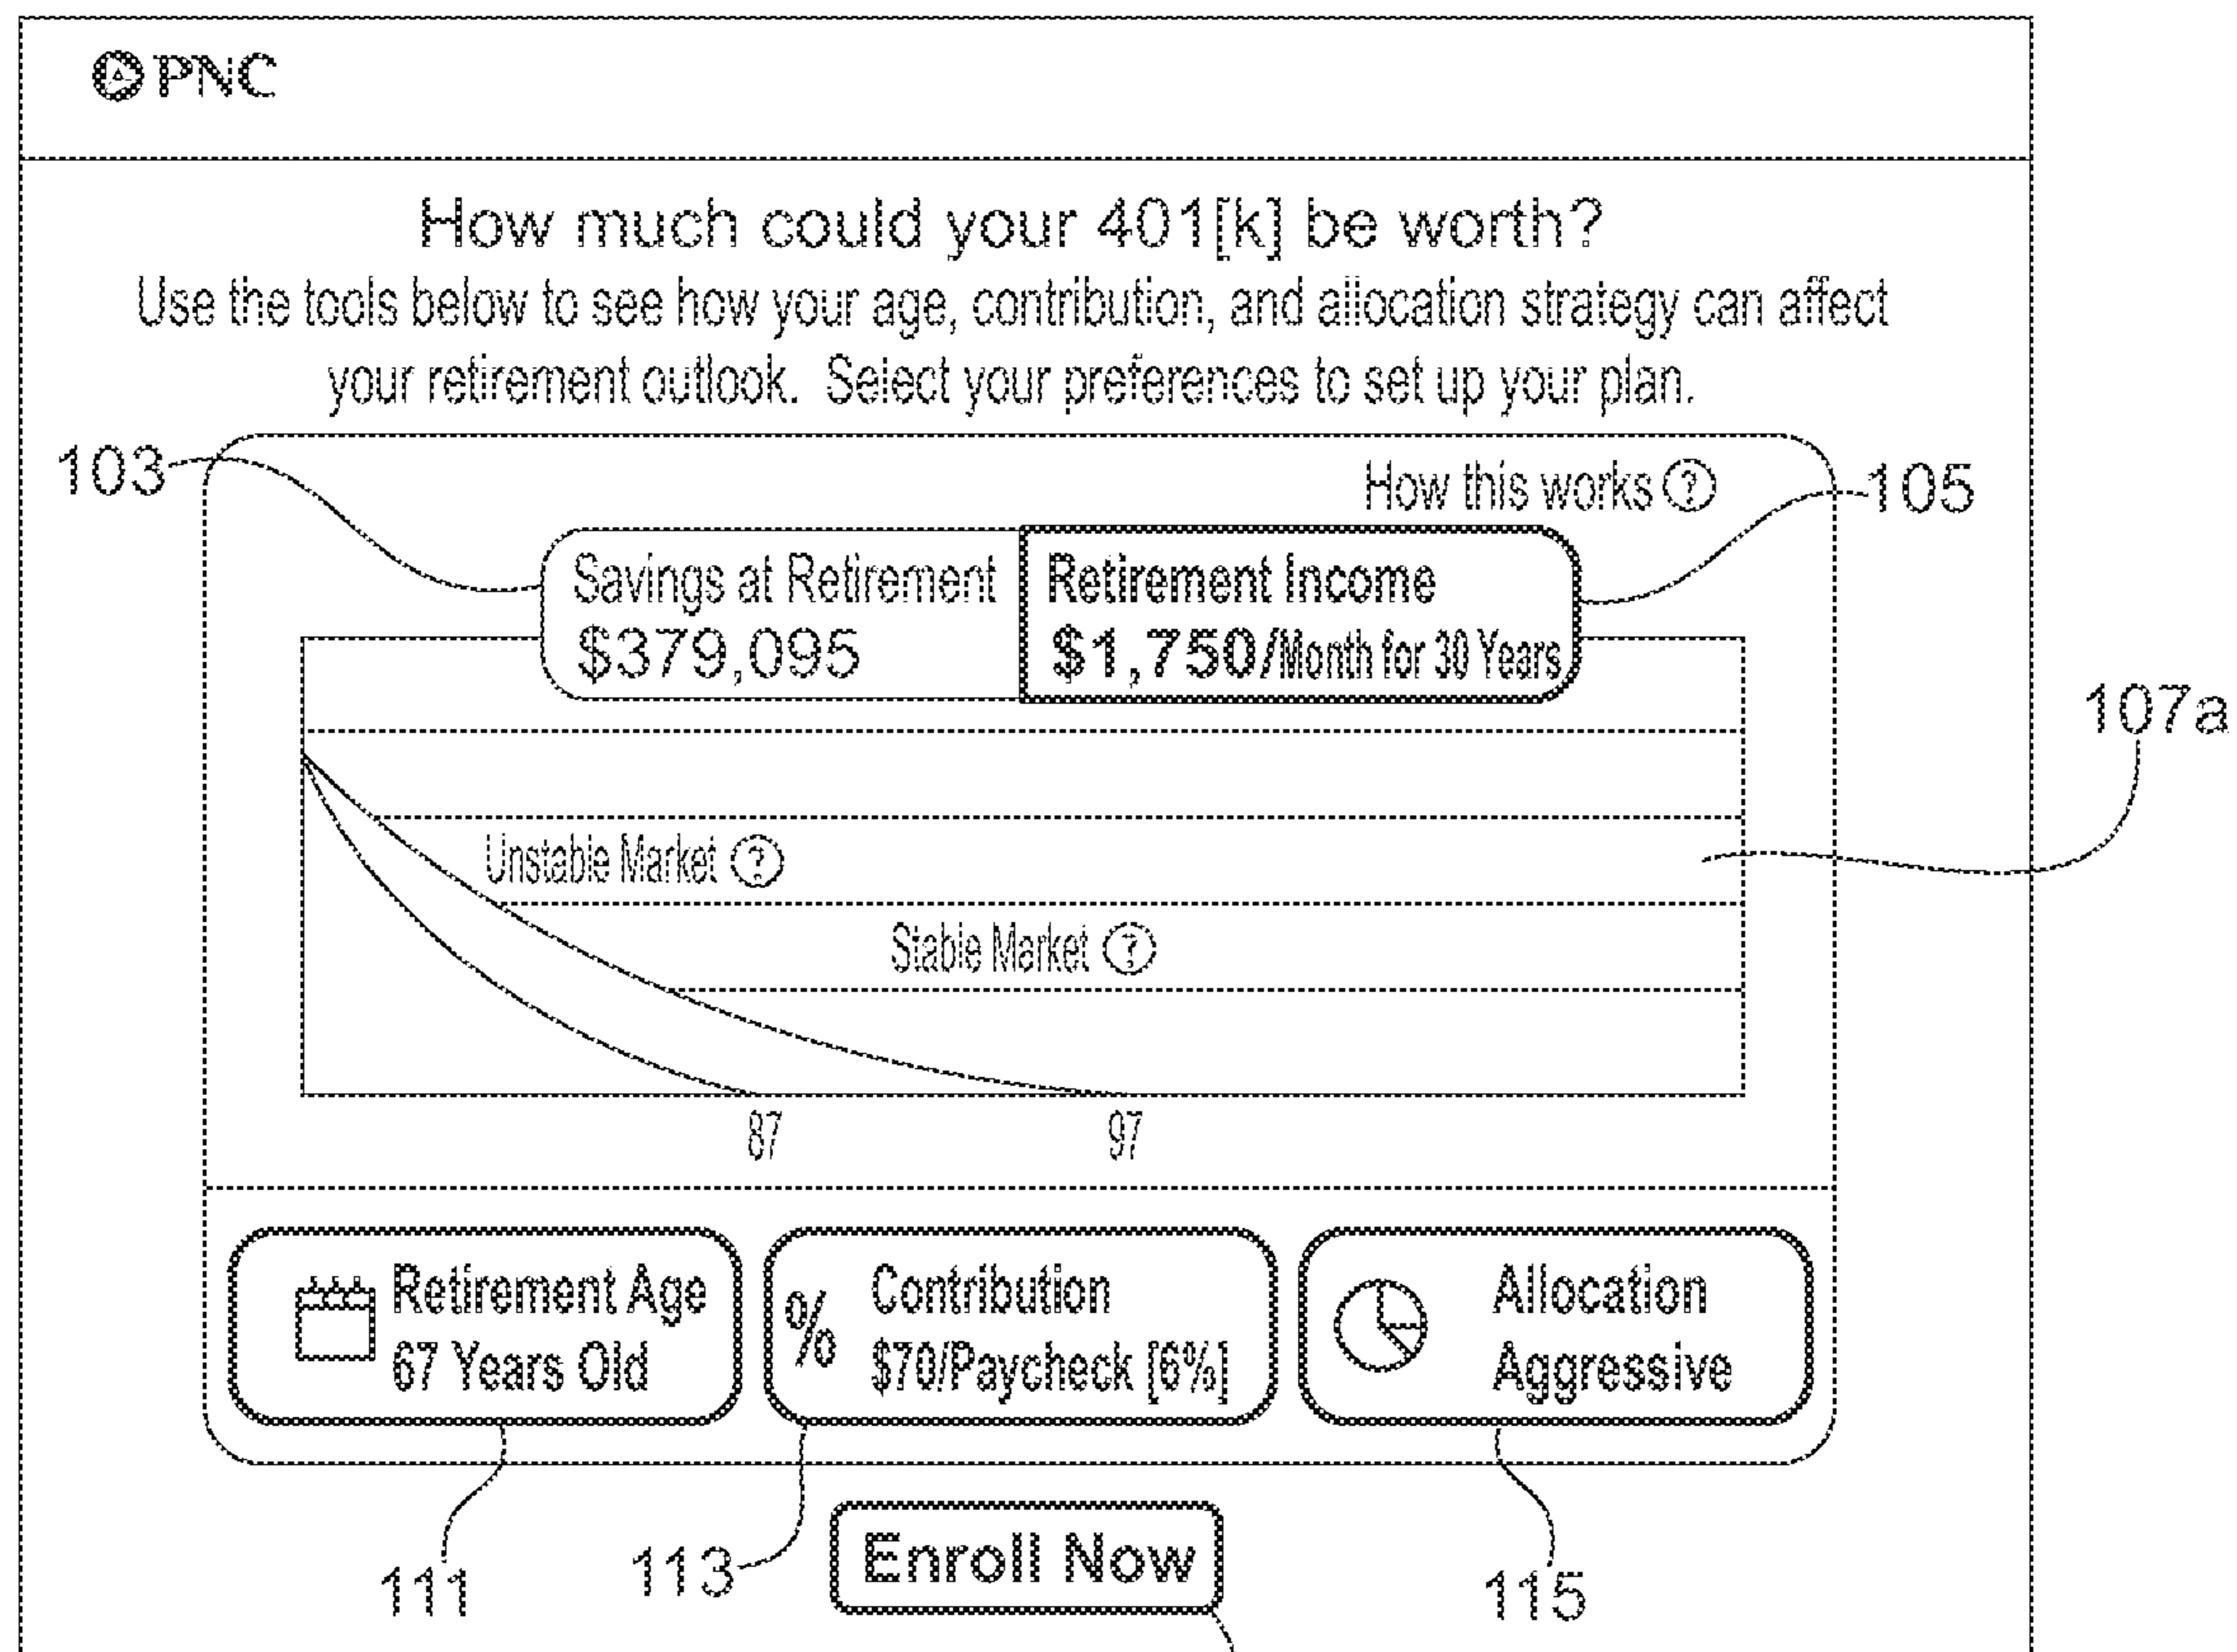 PNC
How much could your 401[k] be worth?
Use the tools below to see how your age, contribution, and allocation strategy can affect
your retirement outlook. Select your preferences to set up your plan.
103
How this works ?
105
Savings at Retirement
$379,095
Retirement Income
$1,750/Month for 30 Years
107a
Unstable Market ?
Stable Market ?
87
97
Retirement Age
67 Years Old
% Contribution
$70/Paycheck [6%]
Allocation
Aggressive
111
113
Enroll Now
115